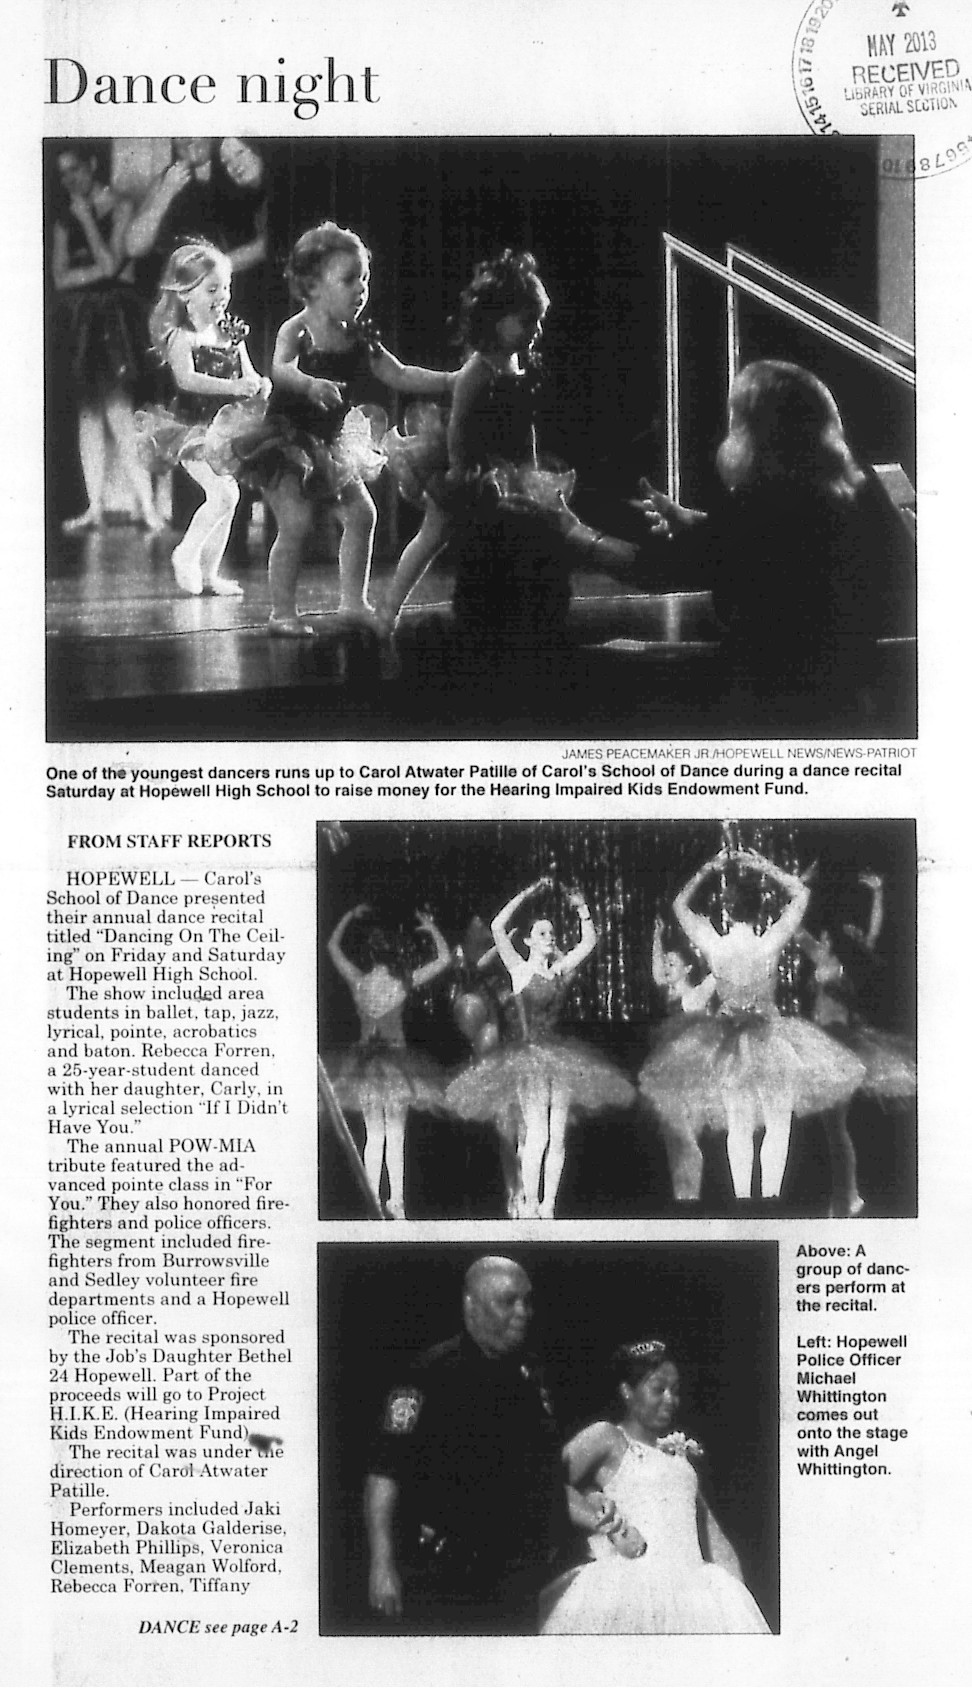 Dance night
MAY 2013
RECEIVED
LIBRARY OF VIRGINIA
SERIAL SECTION
JAMES PEACEMAKER JR./HOPEWELL NEWS/NEWS-PATRIOT
One of the youngest dancers runs up to Carol Atwater Patille of Carol's School of Dance during a dance recital
Saturday at Hopewell High School to raise money for the Hearing Impaired Kids Endowment Fund.
FROM STAFF REPORTS
HOPEWELL — Carol's
School of Dance presented
their annual dance recital
titled "Dancing On The Ceil-
ing" on Friday and Saturday
at Hopewell High School.
The show included area
students in ballet, tap, jazz,
lyrical, pointe, acrobatics
and baton. Rebecca Forren,
a 25-year-student danced
with her daughter, Carly, in
a lyrical selection "If I Didn't
Have You."
The annual POW-MIA
tribute featured the ad-
vanced pointe class in "For
You." They also honored fire-
fighters and police officers.
The segment included fire-
fighters from Burrowsville
and Sedley volunteer fire
departments and a Hopewell
police officer.
The recital was sponsored
by the Job's Daughter Bethel
24 Hopewell. Part of the
proceeds will go to Project
H.I.K.E. (Hearing Impaired
Kids Endowment Fund)
The recital was under the
direction of Carol Atwater
Patille.
Performers included Jaki
Homeyer, Dakota Galderise,
Elizabeth Phillips, Veronica
Clements, Meagan Wolford,
Rebecca Forren, Tiffany
DANCE see page A-2
Above: A
group of danc-
ers perform at
the recital.
Left: Hopewell
Police Officer
Michael
Whittington
comes out
onto the stage
with Angel
Whittington.